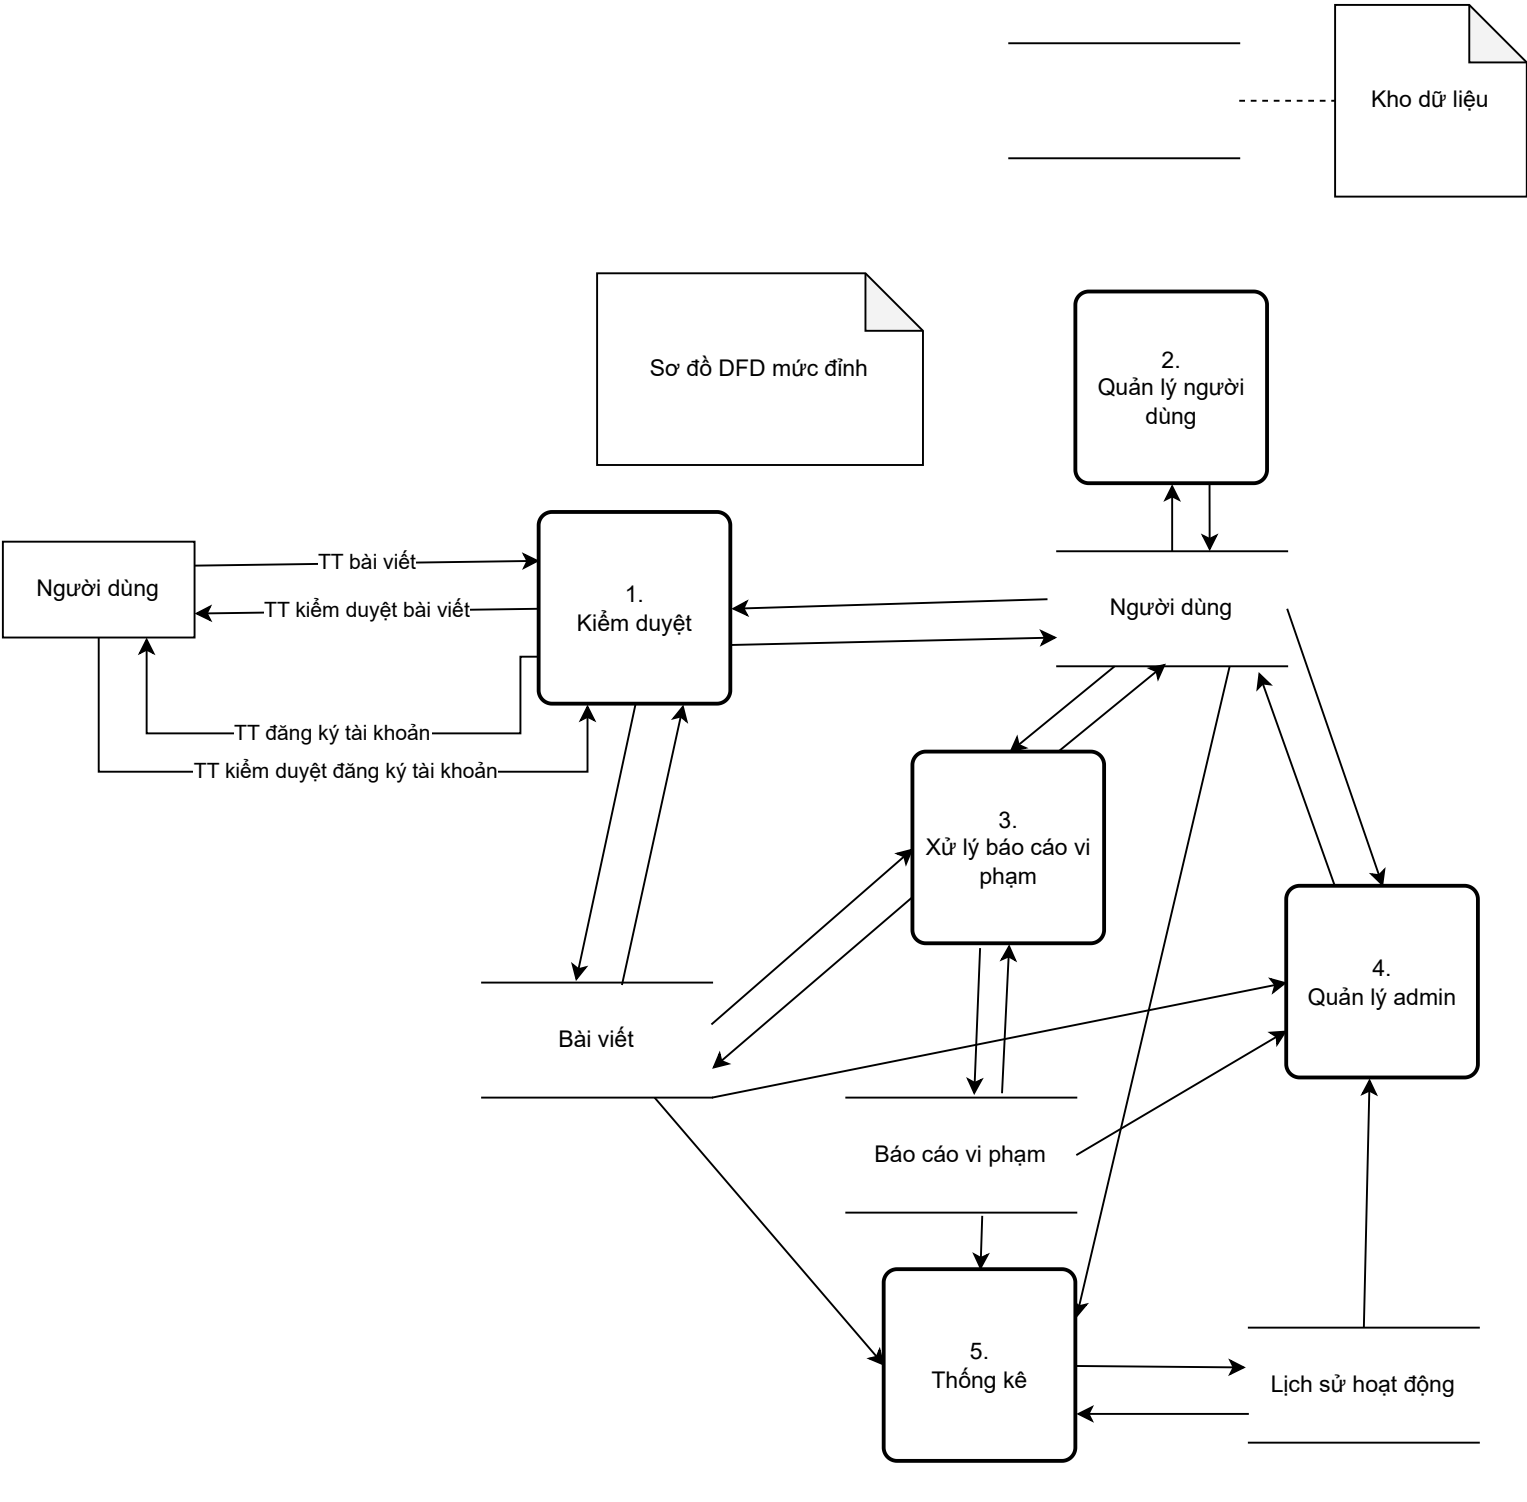 Kho dữ liệu
Sơ đồ DFD mức đỉnh
2.
Quản lý người
dùng
Người dùng
TT bài viết
TT kiểm duyệt bài viết
1.
Kiểm duyệt
Người dùng
TT đăng ký tài khoản
TT kiểm duyệt đăng ký tài khoản
3.
Xử lý báo cáo vi
phạm
4.
Quản lý admin
Bài viết
Báo cáo vi phạm
5.
Thống kê
Lịch sử hoạt động